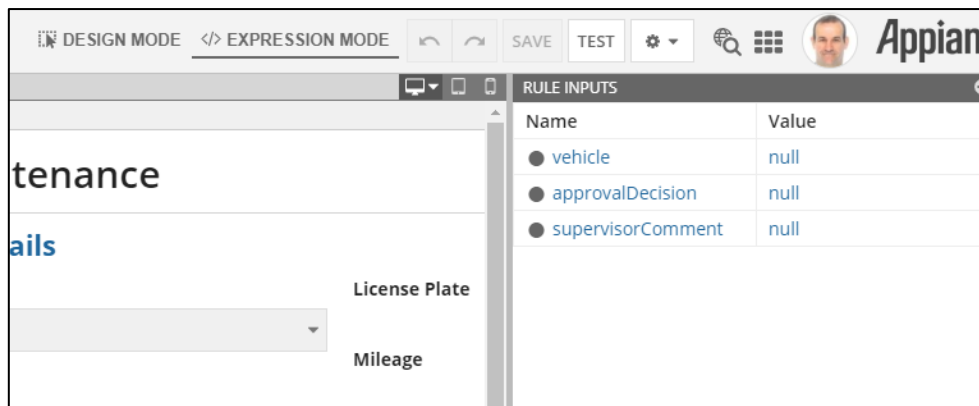 DESIGN MODE </> EXPRESSION MODE SAVE TEST Appian
RULE INPUTS
Name Value
vehicle null
tenance
approvalDecision null
ails
supervisorComment null
License Plate
Mileage